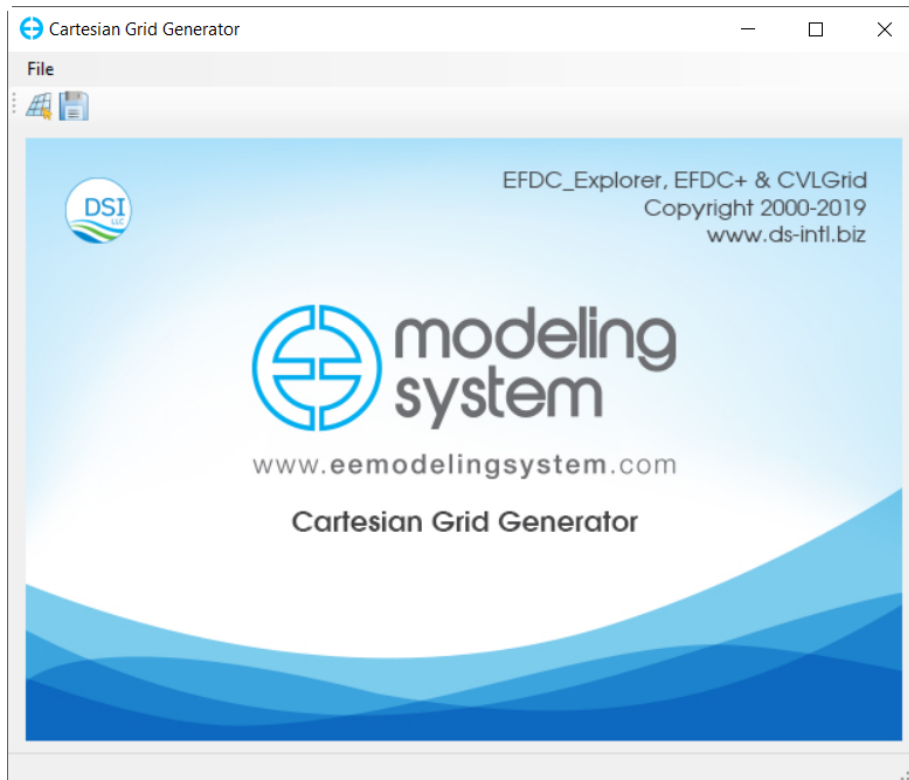 Cartesian Grid Generator
File
DSI
LLC
EFDC_Explorer, EFDC+ & CVLGrid
Copyright 2000-2019
www.ds-intl.biz
modeling
system
www.eemodelingsystem.com
Cartesian Grid Generator